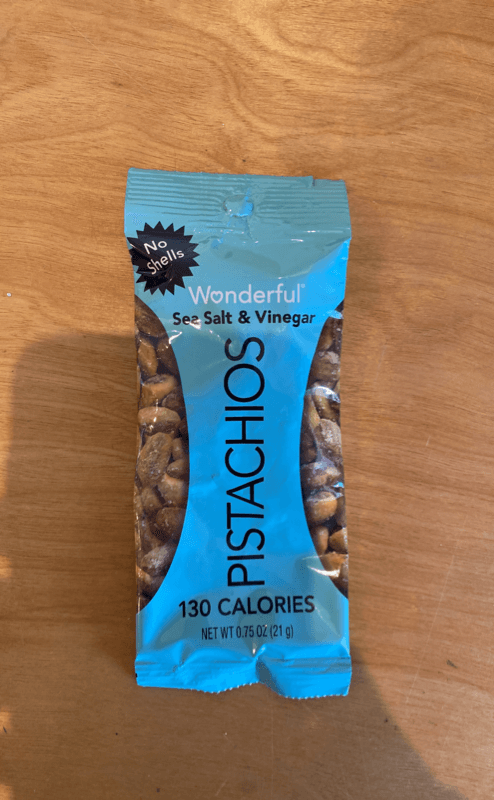 No
Shells
Wonderful®
Sea Salt & Vinegar
PISTACHIOS
130 CALORIES
NET WT 0.75 OZ (21 g)